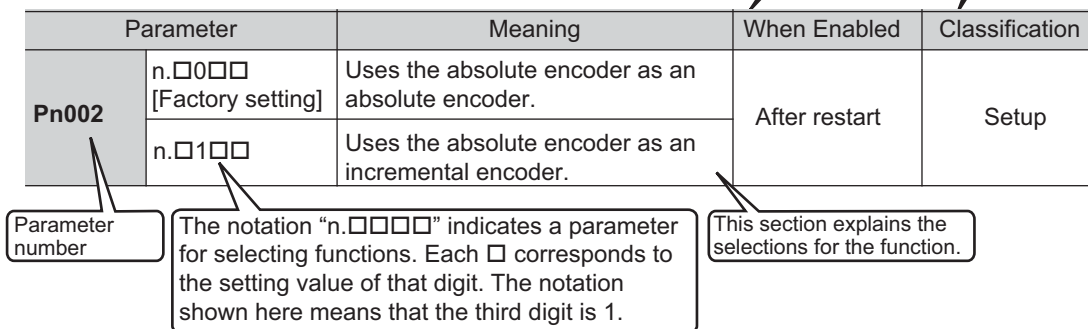 Parameter Meaning When Enabled Classification
Pn002
n.□0□□
[Factory setting]
Uses the absolute encoder as an
absolute encoder.
n.□1□□
Uses the absolute encoder as an
incremental encoder.
After restart
Setup
Parameter
number
The notation “n.□□□□” indicates a parameter
for selecting functions. Each □ corresponds to
the setting value of that digit. The notation
shown here means that the third digit is 1.
This section explains the
selections for the function.